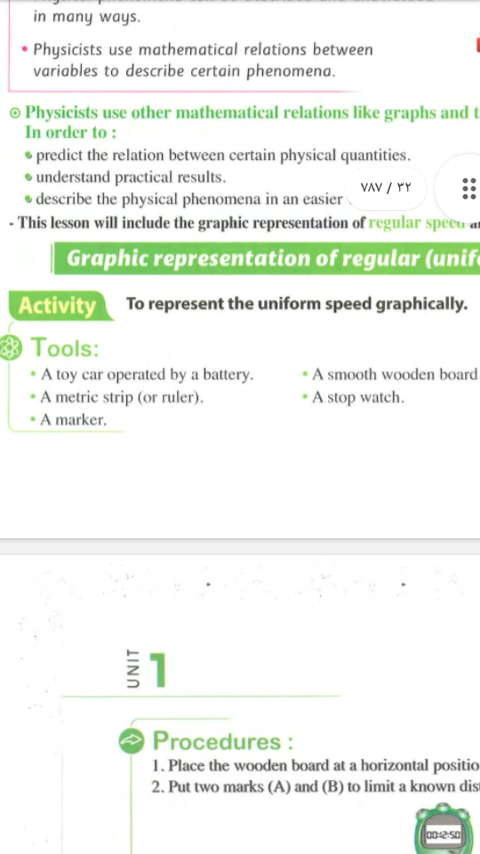 in many ways.
• Physicists use mathematical relations between
variables to describe certain phenomena.
Physicists use other mathematical relations like graphs and
In order to :
predict the relation between certain physical quantities.
understand practical results.
describe the physical phenomena in an easier
٧٨٧ / ٣٢
- This lesson will include the graphic representation of regular speed
Graphic representation of regular (unif
Activity To represent the uniform speed graphically.
Tools:
• A toy car operated by a battery. • A smooth wooden board
• A metric strip (or ruler). • A stop watch.
• A marker.
UNIT 1
Procedures :
1. Place the wooden board at a horizontal positio
2. Put two marks (A) and (B) to limit a known dis
00:12:50